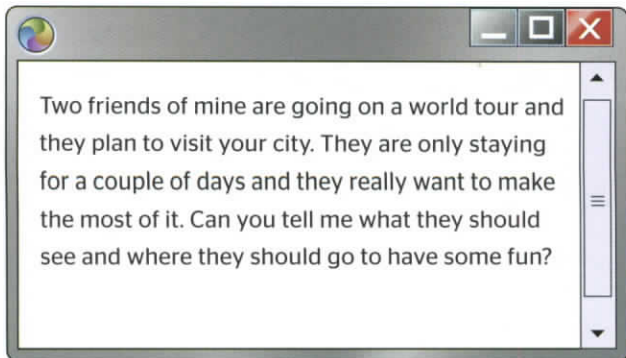 Two friends of mine are going on a world tour and
they plan to visit your city. They are only staying
for a couple of days and they really want to make
the most of it. Can you tell me what they should
see and where they should go to have some fun?